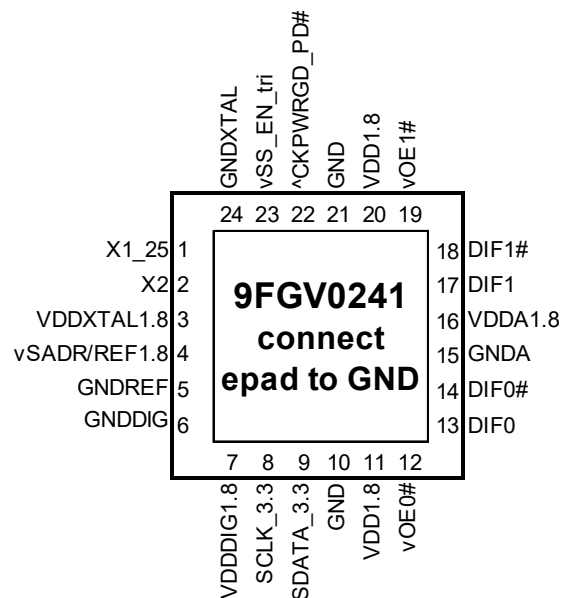 GNDXTAL
vSS_EN_tri
^CKPWRGD_PD#
GND
VDD1.8
vOE1#
24 23 22 21 20 19
X1_25 1
X2 2
VDDXTAL1.8 3
vSADR/REF1.8 4
GNDREF 5
GNDDIG 6
9FGV0241
connect
epad to GND
18 DIF1#
17 DIF1
16 VDDA1.8
15 GNDA
14 DIF0#
13 DIF0
7 8 9 10 11 12
VDDDIG1.8
SCLK_3.3
SDATA_3.3
GND
VDD1.8
vOE0#